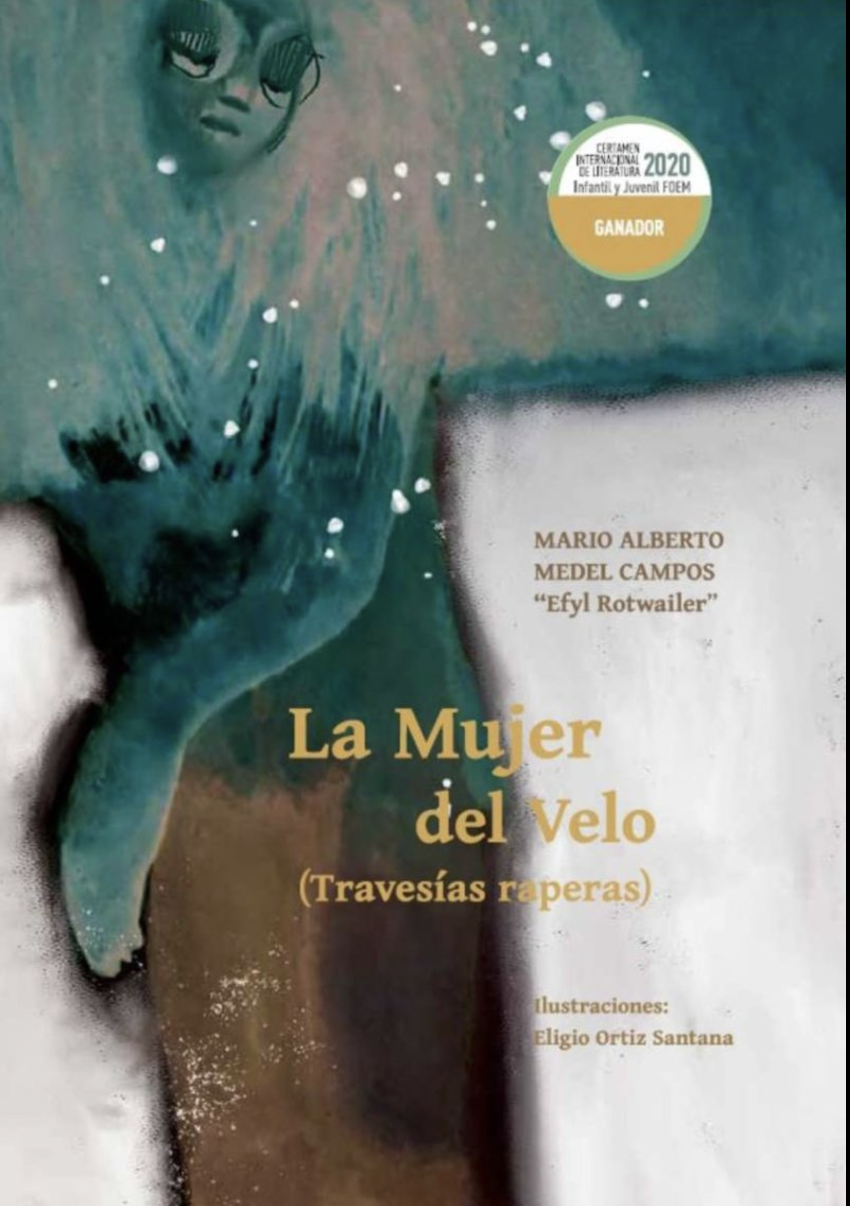 CERTAMEN
INTERNACIONAL
DE LITERATURA 2020
Infantil y Juvenil FOEM
GANADOR
MARIO ALBERTO
MEDEL CAMPOS
“Efyl Rotwailer”
La Mujer
del Velo
(Travesías raperas)
Ilustraciones:
Eligio Ortiz Santana